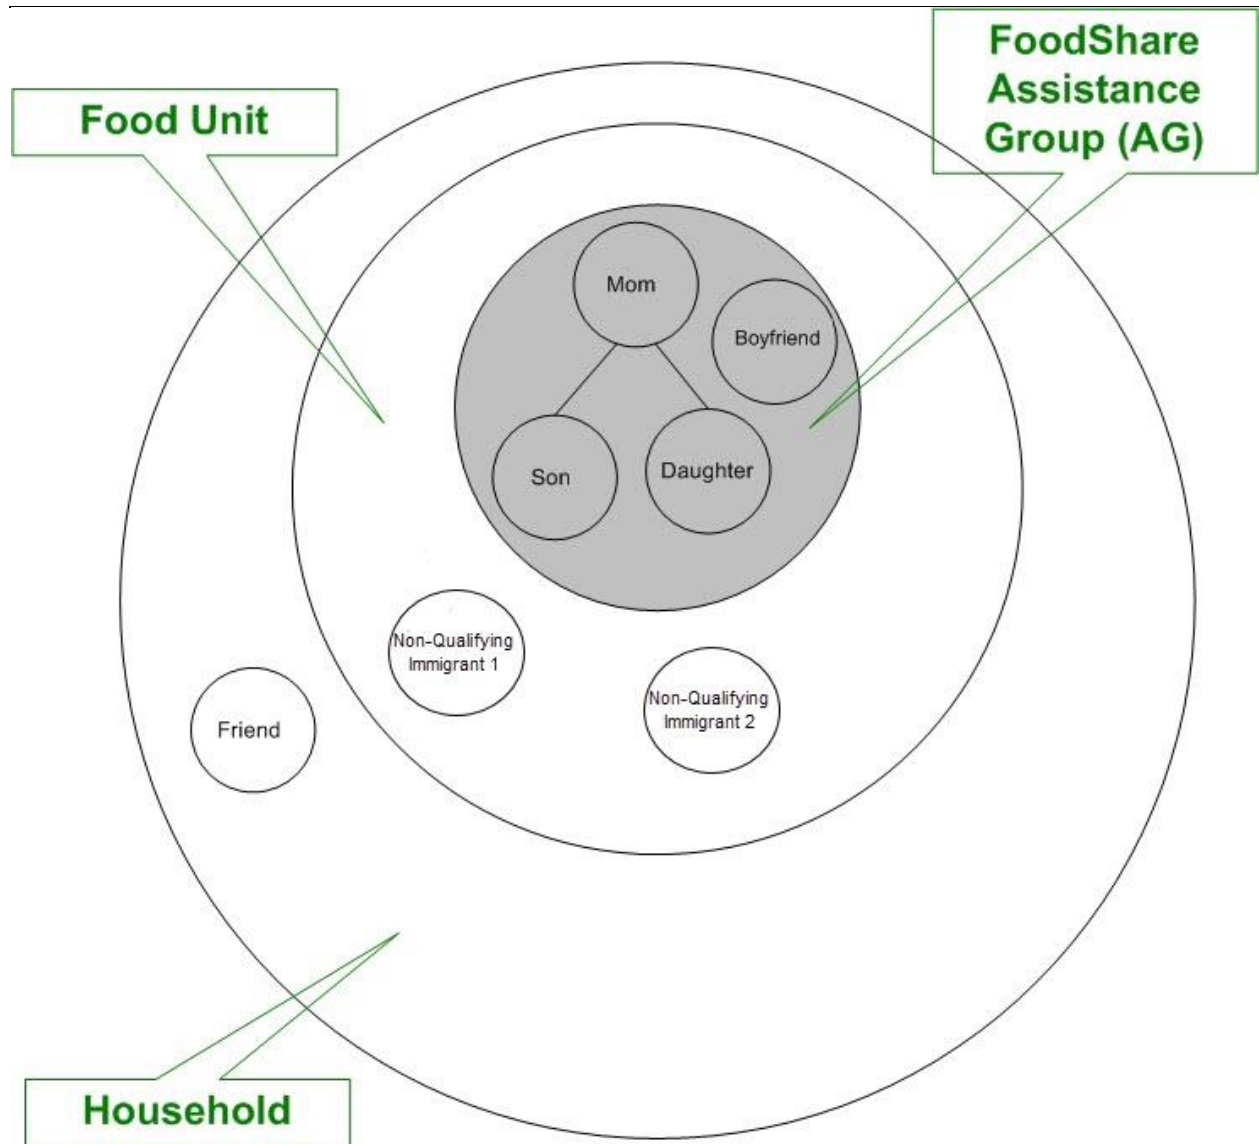 Food Unit
FoodShare
Assistance
Group (AG)
Mom
Boyfriend
Son
Daughter
Non-Qualifying
Immigrant 1
Non-Qualifying
Immigrant 2
Friend
Household